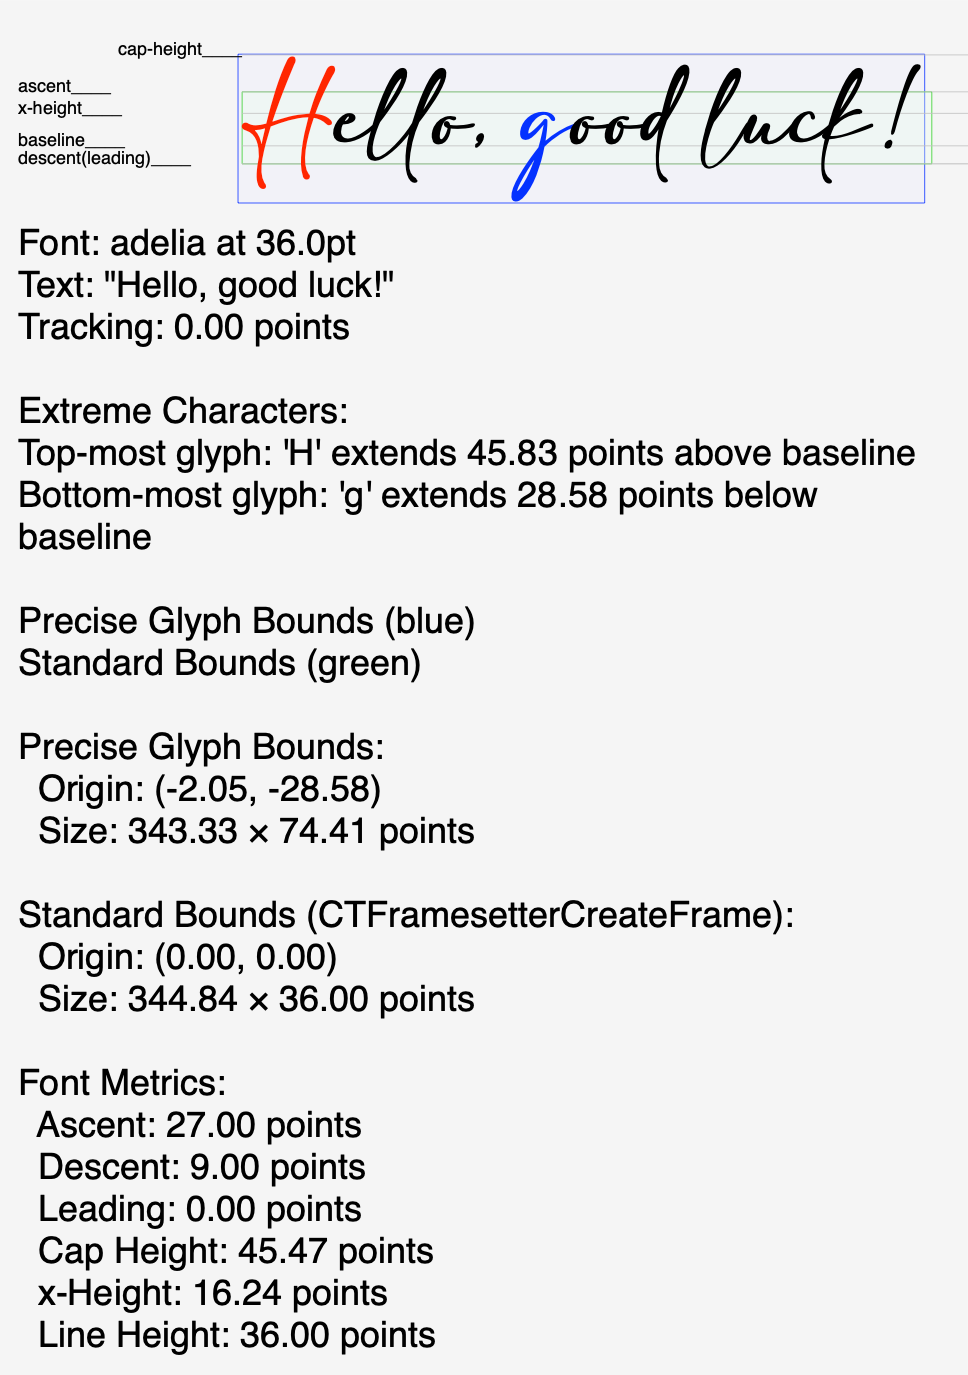 cap-height____
ascent____
x-height____
baseline____
descent(leading)____
Hello, good luck!
Font: adelia at 36.0pt
Text: "Hello, good luck!"
Tracking: 0.00 points
Extreme Characters:
Top-most glyph: 'H' extends 45.83 points above baseline
Bottom-most glyph: 'g' extends 28.58 points below
baseline
Precise Glyph Bounds (blue)
Standard Bounds (green)
Precise Glyph Bounds:
Origin: (-2.05, -28.58)
Size: 343.33 × 74.41 points
Standard Bounds (CTFramesetterCreateFrame):
Origin: (0.00, 0.00)
Size: 344.84 × 36.00 points
Font Metrics:
Ascent: 27.00 points
Descent: 9.00 points
Leading: 0.00 points
Cap Height: 45.47 points
x-Height: 16.24 points
Line Height: 36.00 points